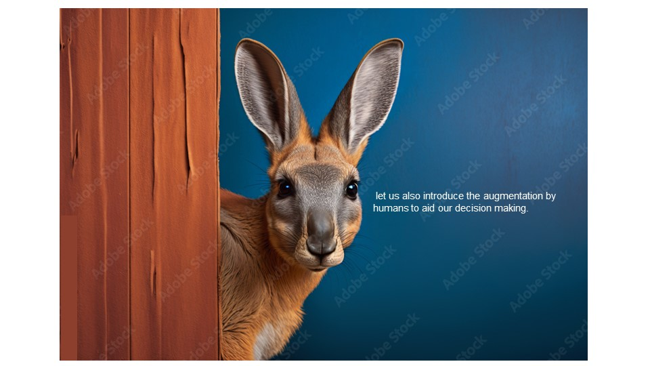 let us also introduce the augmentation by
humans to aid our decision making.
Adobe Stock